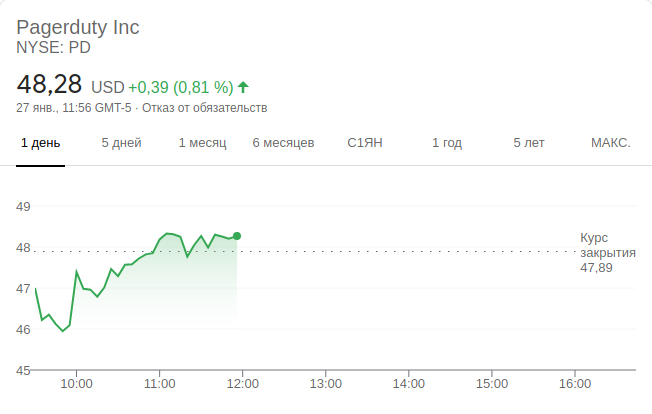 Pagerduty Inc
NYSE: PD
48,28 USD +0,39 (0,81 %)
27 янв., 11:56 GMT-5 · Отказ от обязательств
1 день 5 дней 1 месяц 6 месяцев С1ЯН 1 год 5 лет МАКС.
49
48
47
46
45
Курс
закрытия
47,89
10:00 11:00 12:00 13:00 14:00 15:00 16:00